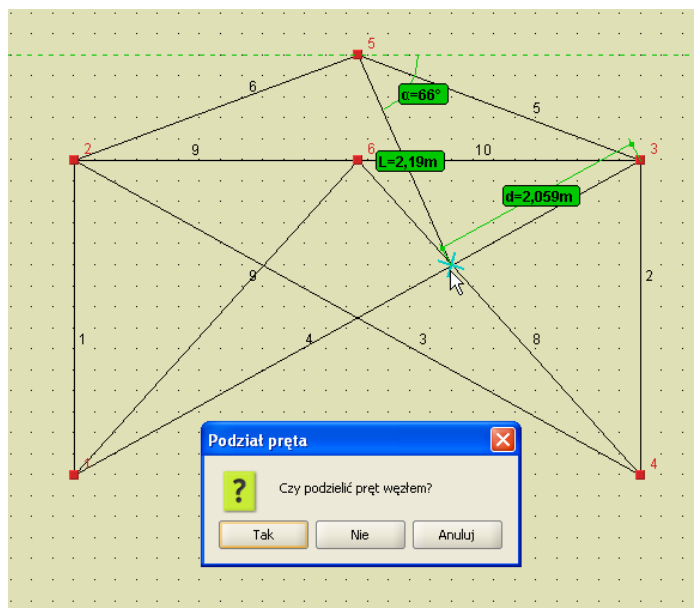 5
6
α=66°
5
2
9
6
10
3
L=2,19m
d=2,059m
9
2
1
4
3
8
1
4
Podział pręta
?
Czy podzielić pręt węzłem?
Tak
Nie
Anuluj